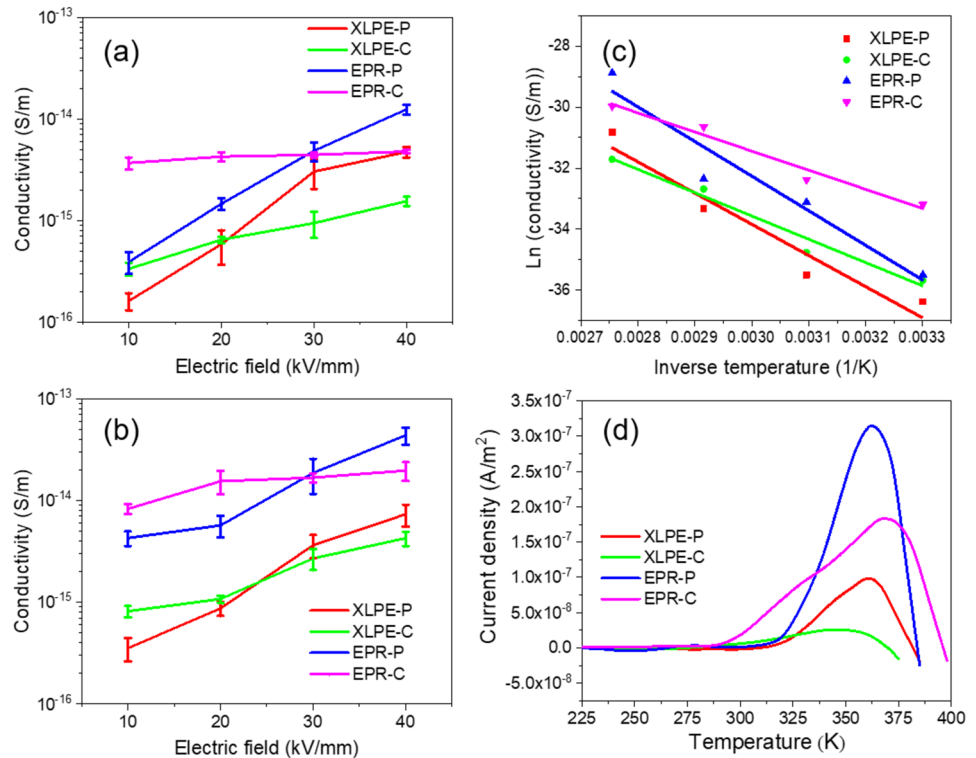 (a)
XLPE-P
XLPE-C
EPR-P
EPR-C
10⁻¹³
10⁻¹⁴
10⁻¹⁵
10⁻¹⁶
Conductivity (S/m)
10 20 30 40
Electric field (kV/mm)
(c)
XLPE-P
XLPE-C
EPR-P
EPR-C
-28
-30
-32
-34
-36
Ln (conductivity (S/m))
0.0027 0.0028 0.0029 0.0030 0.0031 0.0032 0.0033
Inverse temperature (1/K)
(b)
10⁻¹³
10⁻¹⁴
10⁻¹⁵
10⁻¹⁶
Conductivity (S/m)
XLPE-P
XLPE-C
EPR-P
EPR-C
10 20 30 40
Electric field (kV/mm)
(d)
3.5x10⁻⁷
3.0x10⁻⁷
2.5x10⁻⁷
2.0x10⁻⁷
1.5x10⁻⁷
1.0x10⁻⁷
5.0x10⁻⁸
0.0
-5.0x10⁻⁸
Current density (A/m²)
XLPE-P
XLPE-C
EPR-P
EPR-C
225 250 275 300 325 350 375 400
Temperature (K)